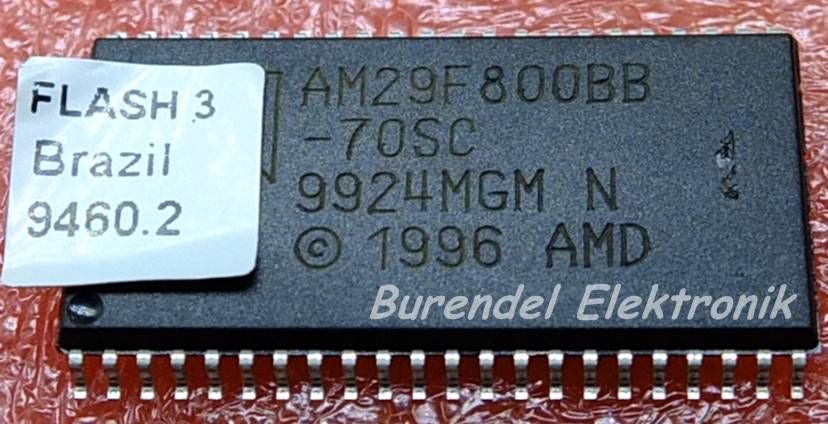 FLASH 3
Brazil
9460.2
AM29F800BB
-70SC
9924MGM N
© 1996 AMD
Burendel Elektronik